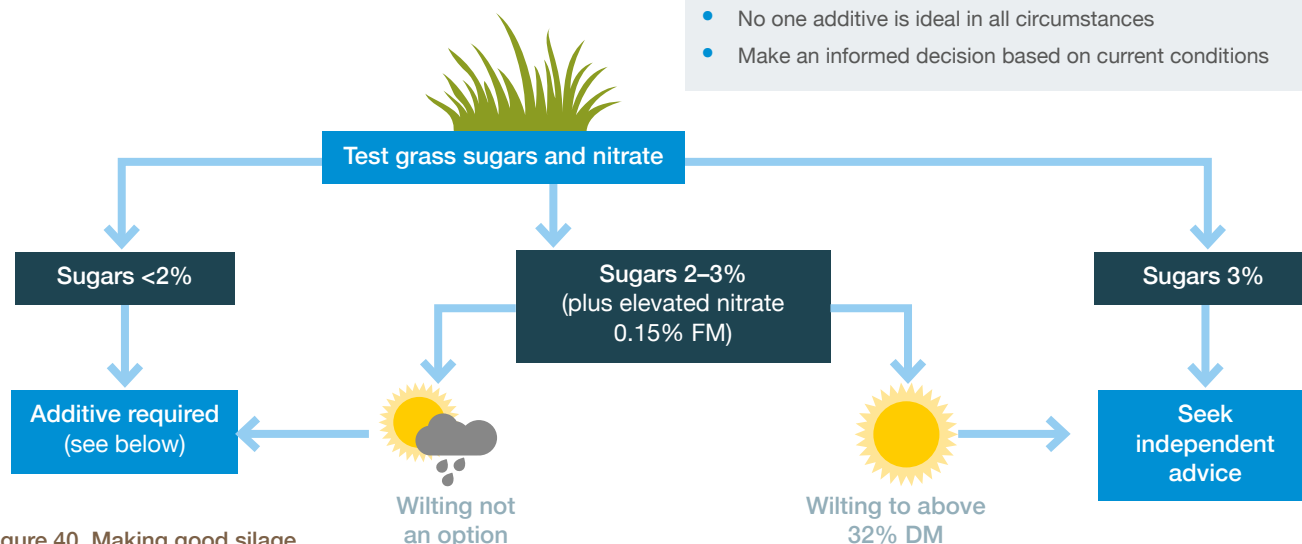 No one additive is ideal in all circumstances
Make an informed decision based on current conditions
Test grass sugars and nitrate
Sugars <2%
Sugars 2–3%
(plus elevated nitrate
0.15% FM)
Sugars 3%
Additive required
(see below)
Wilting not
an option
Wilting to above
32% DM
Seek
independent
advice
gure 40. Making good silage